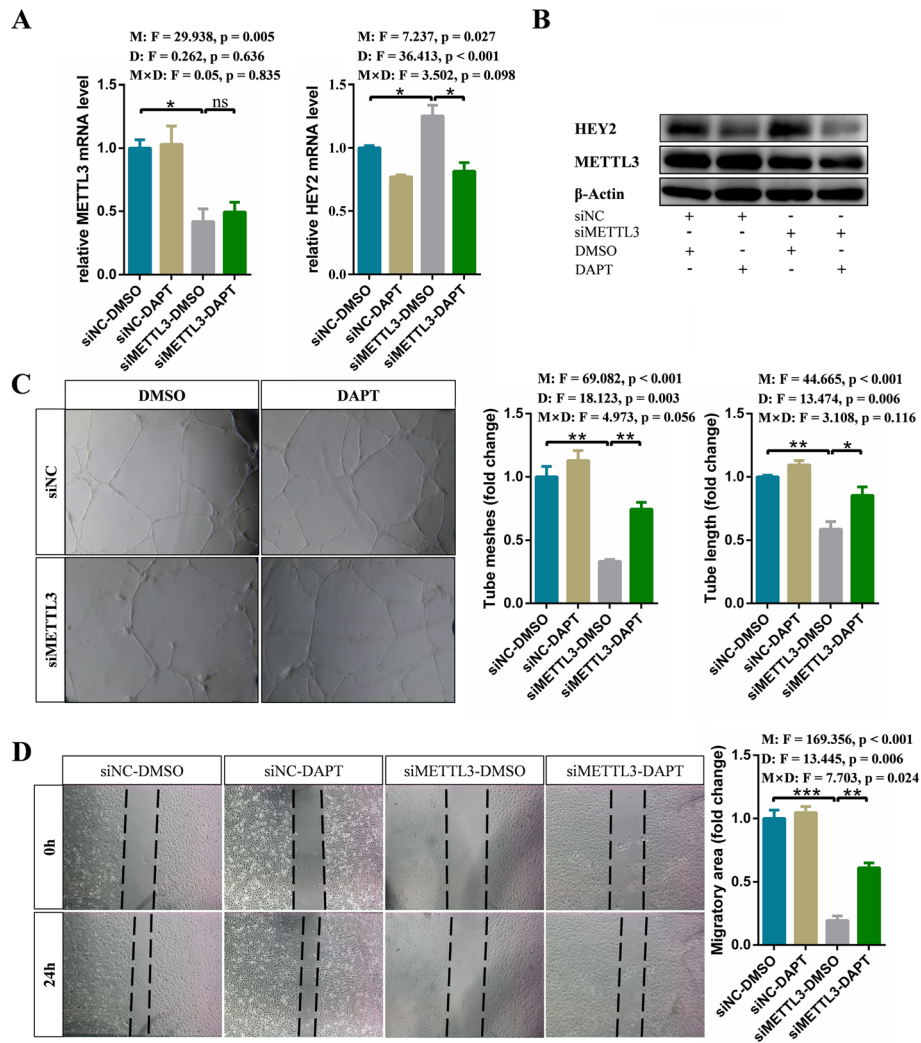 A
M: F = 29.938, p = 0.005
D: F = 0.262, p = 0.636
M×D: F = 0.05, p = 0.835
relative METTL3 mRNA level
1.5
1.0
0.5
0.0
*
ns
siNC-DMSO
siNC-DAPT
siMETTL3-DMSO
siMETTL3-DAPT
M: F = 7.237, p = 0.027
D: F = 36.413, p < 0.001
M×D: F = 3.502, p = 0.098
relative HEY2 mRNA level
1.5
1.0
0.5
0.0
*
*
siNC-DMSO
siNC-DAPT
siMETTL3-DMSO
siMETTL3-DAPT
B
HEY2
METTL3
β-Actin
siNC + + - -
siMETTL3 - - + +
DMSO + - + -
DAPT - + - +
C
DMSO DAPT
siNC
siMETTL3
M: F = 69.082, p < 0.001
D: F = 18.123, p = 0.003
M×D: F = 4.973, p = 0.056
Tube meshes (fold change)
1.5
1.0
0.5
0.0
**
**
siNC-DMSO
siNC-DAPT
siMETTL3-DMSO
siMETTL3-DAPT
M: F = 44.665, p < 0.001
D: F = 13.474, p = 0.006
M×D: F = 3.108, p = 0.116
Tube length (fold change)
1.5
1.0
0.5
0.0
**
*
siNC-DMSO
siNC-DAPT
siMETTL3-DMSO
siMETTL3-DAPT
D
siNC-DMSO siNC-DAPT siMETTL3-DMSO siMETTL3-DAPT
0h
24h
M: F = 169.356, p < 0.001
D: F = 13.445, p = 0.006
M×D: F = 7.703, p = 0.024
Migratory area (fold change)
1.5
1.0
0.5
0.0
***
**
siNC-DMSO
siNC-DAPT
siMETTL3-DMSO
siMETTL3-DAPT